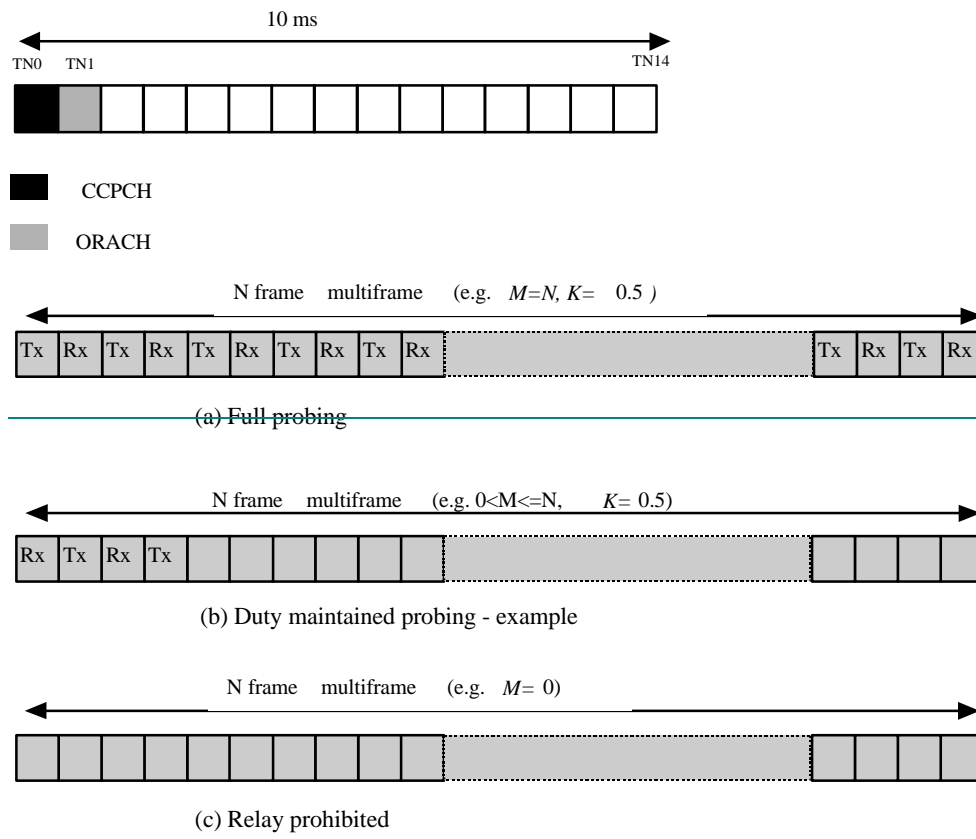 10 ms
TN0 TN1 TN14
CCPCH
ORACH
N frame multiframe (e.g. M=N, K= 0.5 )
Tx Rx Tx Rx Tx Rx Tx Rx Tx Rx Tx Rx Tx Rx
(a) Full probing
N frame multiframe (e.g. 0<M<=N, K= 0.5)
Rx Tx Rx Tx
(b) Duty maintained probing - example
N frame multiframe (e.g. M= 0)
(c) Relay prohibited